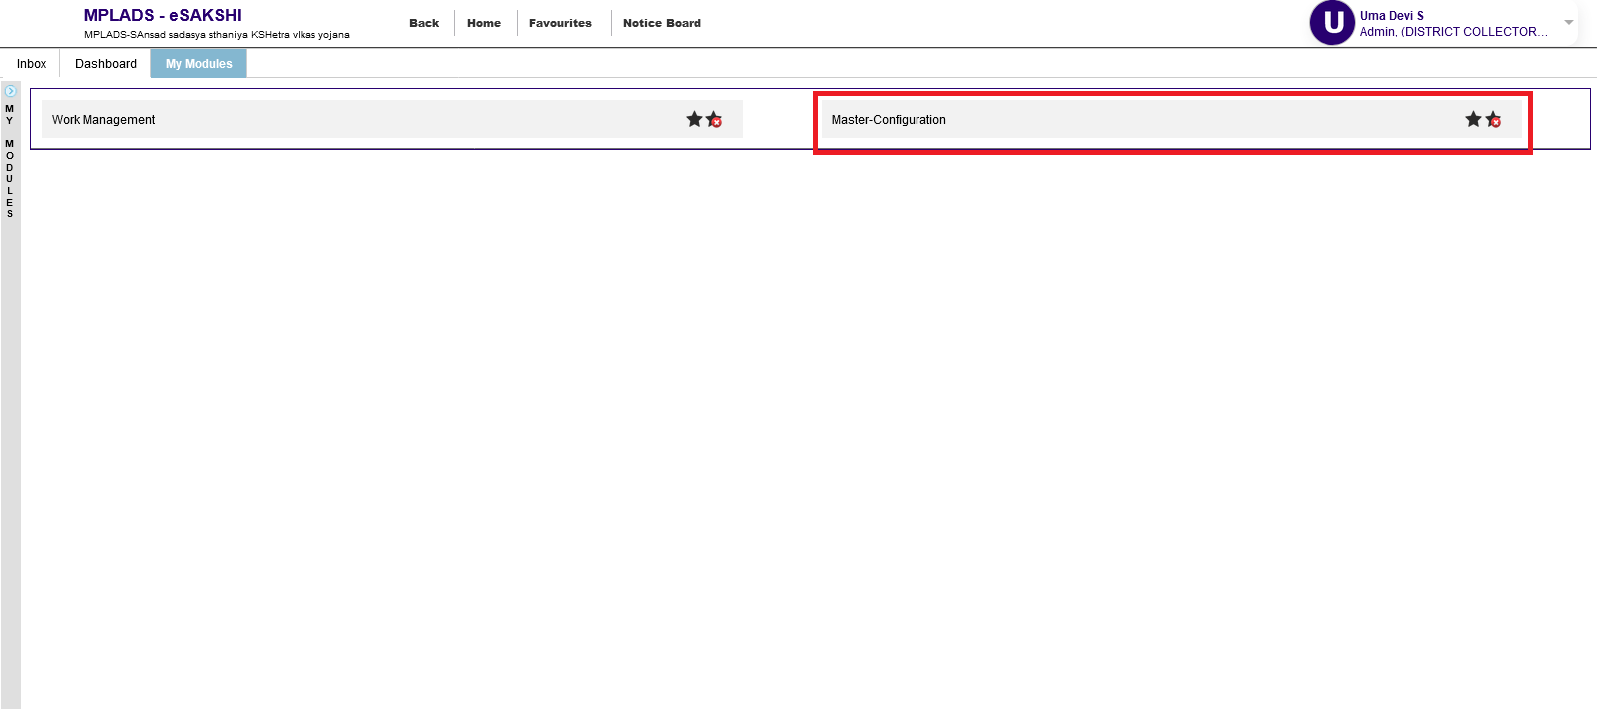 MPLADS - eSAKSHI
MPLADS-SAnsad sadasya sthaniya KSHetra vIkas yojana
Back
Home
Favourites
Notice Board
U
Uma Devi S
Admin, (DISTRICT COLLECTOR...
Inbox
Dashboard
My Modules
MY MODULES
Work Management
Master-Configuration